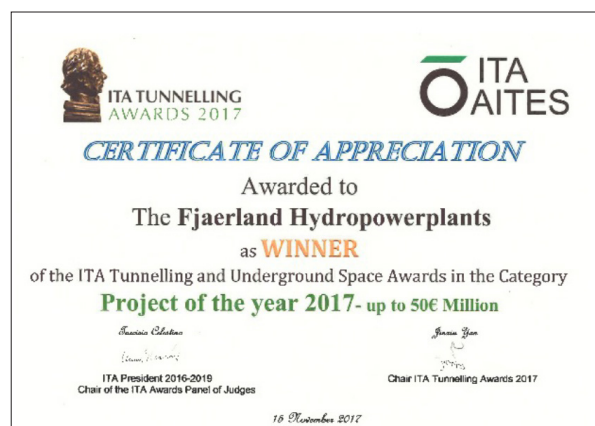 ITA TUNNELLING
AWARDS 2017
ITA
AITES
CERTIFICATE OF APPRECIATION
Awarded to
The Fjaerland Hydropowerplants
as WINNER
of the ITA Tunnelling and Underground Space Awards in the Category
Project of the year 2017- up to 50€ Million
Tarcisio Celestino
Jinxiu Yan
ITA President 2016-2019
Chair of the ITA Awards Panel of Judges
Chair ITA Tunnelling Awards 2017
15 November 2017